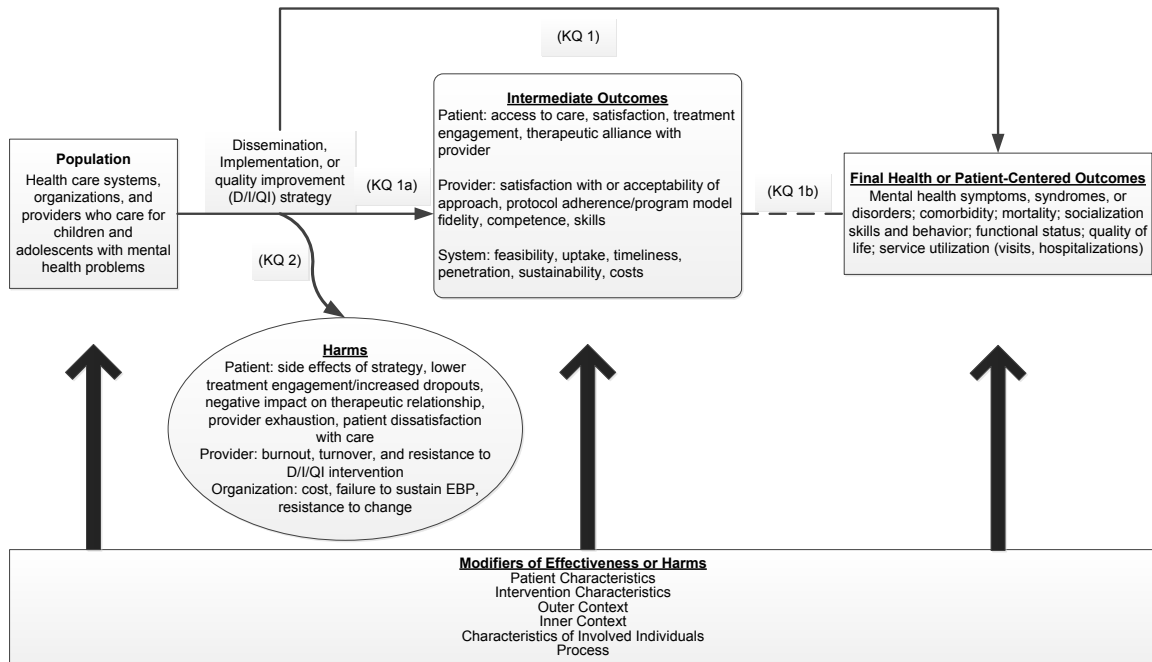 (KQ 1)
Population
Health care systems,
organizations, and
providers who care for
children and
adolescents with mental
health problems
Dissemination,
Implementation, or
quality improvement
(D/I/QI) strategy
(KQ 1a)
(KQ 2)
Intermediate Outcomes
Patient: access to care, satisfaction, treatment
engagement, therapeutic alliance with
provider
Provider: satisfaction with or acceptability of
approach, protocol adherence/program model
fidelity, competence, skills
System: feasibility, uptake, timeliness,
penetration, sustainability, costs
(KQ 1b)
Final Health or Patient-Centered Outcomes
Mental health symptoms, syndromes, or
disorders; comorbidity; mortality; socialization
skills and behavior; functional status; quality of
life; service utilization (visits, hospitalizations)
Harms
Patient: side effects of strategy, lower
treatment engagement/increased dropouts,
negative impact on therapeutic relationship,
provider exhaustion, patient dissatisfaction
with care
Provider: burnout, turnover, and resistance to
D/I/QI intervention
Organization: cost, failure to sustain EBP,
resistance to change
Modifiers of Effectiveness or Harms
Patient Characteristics
Intervention Characteristics
Outer Context
Inner Context
Characteristics of Involved Individuals
Process